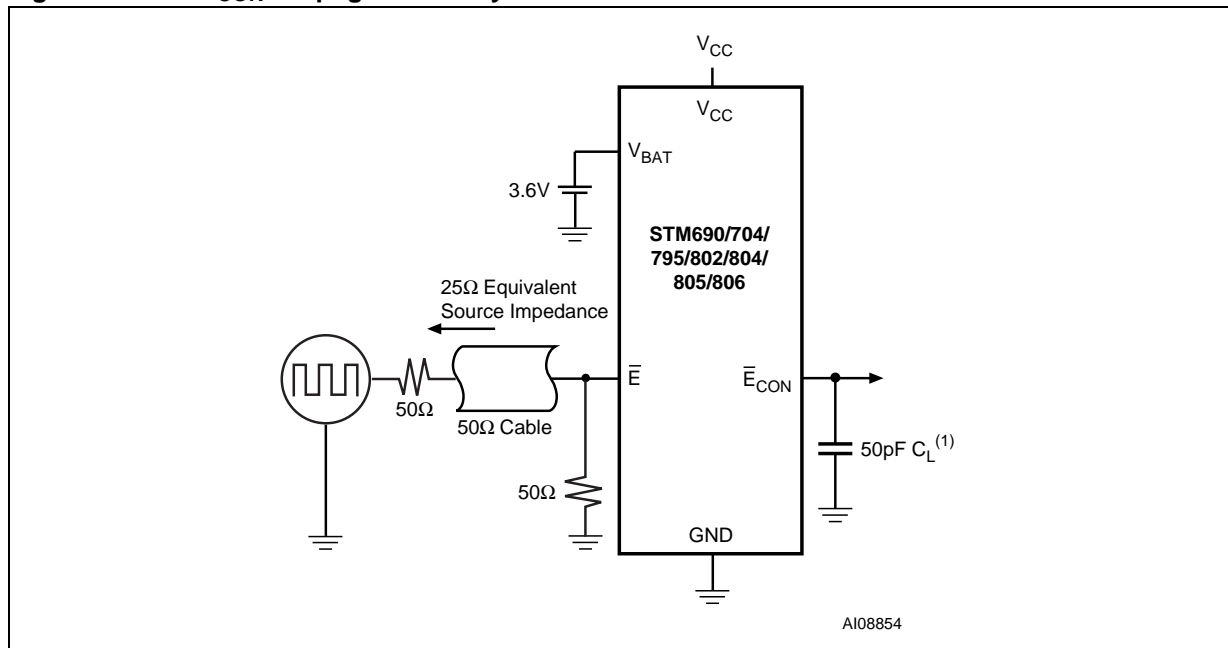 V_CC
V_CC
V_BAT
3.6V
STM690/704/
795/802/804/
805/806
25Ω Equivalent
Source Impedance
E̅
E̅_CON
50Ω
50Ω Cable
50pF C_L^(1)
50Ω
GND
AI08854